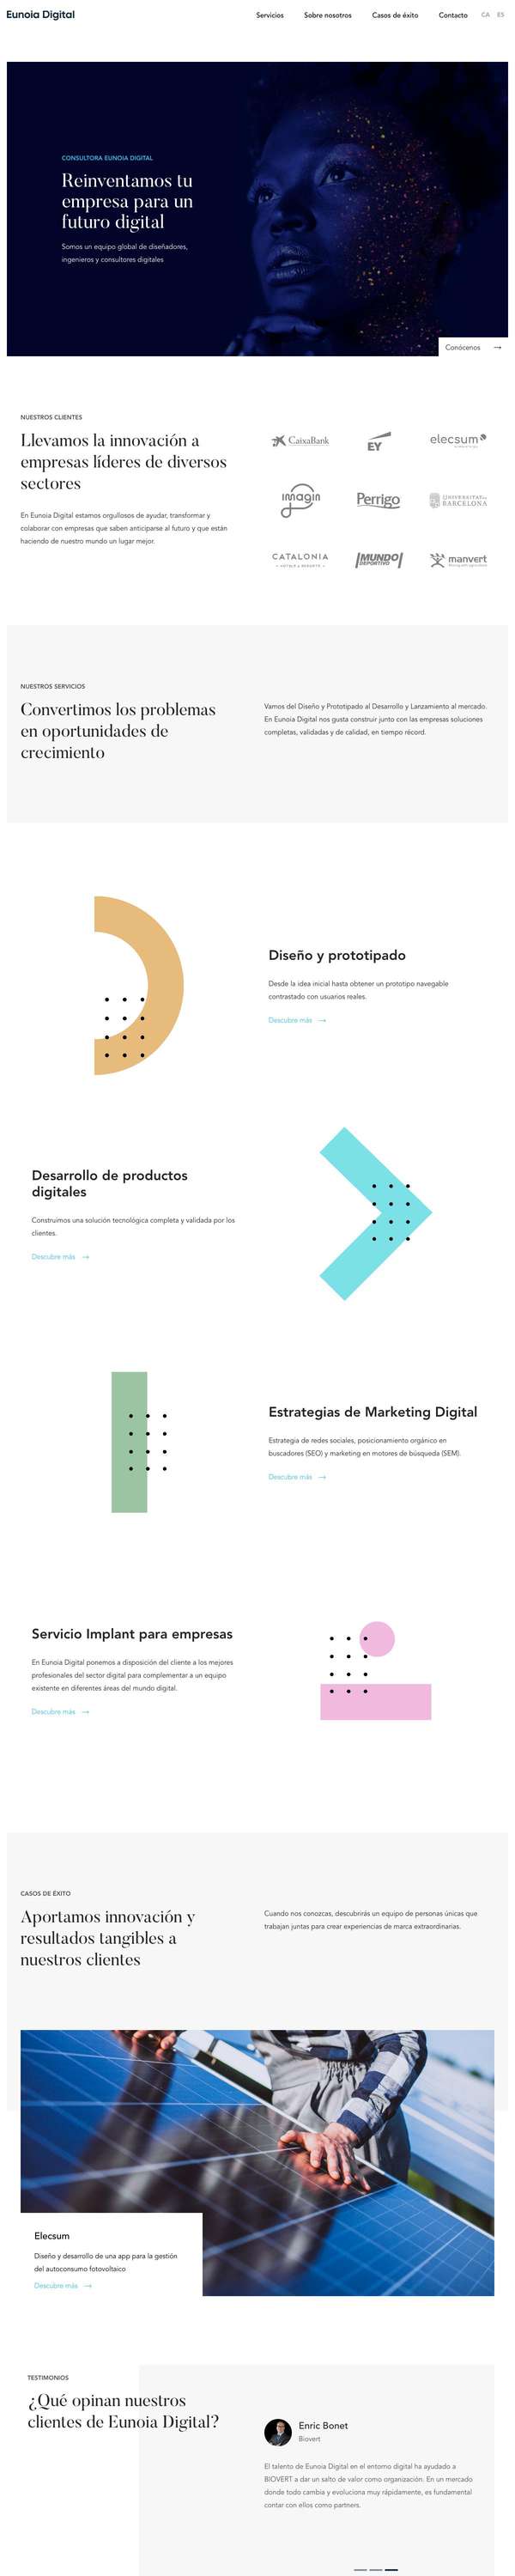 Eunoia Digital
Servicios
Sobre nosotros
Casos de éxito
Contacto
CA
ES
CONSULTORA EUNOIA DIGITAL
Reinventamos tu
empresa para un
futuro digital
Somos un equipo global de diseñadores,
ingenieros y consultores digitales
Conócenos →
NUESTROS CLIENTES
Llevamos la innovación a
empresas líderes de diversos
sectores
En Eunoia Digital estamos orgullosos de ayudar, transformar y
colaborar con empresas que saben anticiparse al futuro y que están
haciendo de nuestro mundo un lugar mejor.
CaixaBank
EY
elecsum
imagin
Perrigo
UNIVERSITAT DE
BARCELONA
CATALONIA
HOTELS & RESORTS
MUNDO
DEPORTIVO
manvert
NUESTROS SERVICIOS
Convertimos los problemas
en oportunidades de
crecimiento
Vamos del Diseño y Prototipado al Desarrollo y Lanzamiento al mercado.
En Eunoia Digital nos gusta construir junto con las empresas soluciones
completas, validadas y de calidad, en tiempo récord.
Diseño y prototipado
Desde la idea inicial hasta obtener un prototipo navegable
contrastado con usuarios reales.
Descubre más →
Desarrollo de productos
digitales
Construimos una solución tecnológica completa y validada por los
clientes.
Descubre más →
Estrategias de Marketing Digital
Estrategia de redes sociales, posicionamiento orgánico en
buscadores (SEO) y marketing en motores de búsqueda (SEM).
Descubre más →
Servicio Implant para empresas
En Eunoia Digital ponemos a disposición del cliente a los mejores
profesionales del sector digital para complementar a un equipo
existente en diferentes áreas del mundo digital.
Descubre más →
CASOS DE ÉXITO
Aportamos innovación y
resultados tangibles a
nuestros clientes
Cuando nos conozcas, descubrirás un equipo de personas únicas que
trabajan juntas para crear experiencias de marca extraordinarias.
Elecsum
Diseño y desarrollo de una app para la gestión
del autoconsumo fotovoltaico
Descubre más →
TESTIMONIOS
¿Qué opinan nuestros
clientes de Eunoia Digital?
Enric Bonet
Biovert
El talento de Eunoia Digital en el entorno digital ha ayudado a
BIOVERT a dar un salto de valor como organización. En un mercado
donde todo cambia y evoluciona muy rápidamente, es fundamental
contar con ellos como partners.